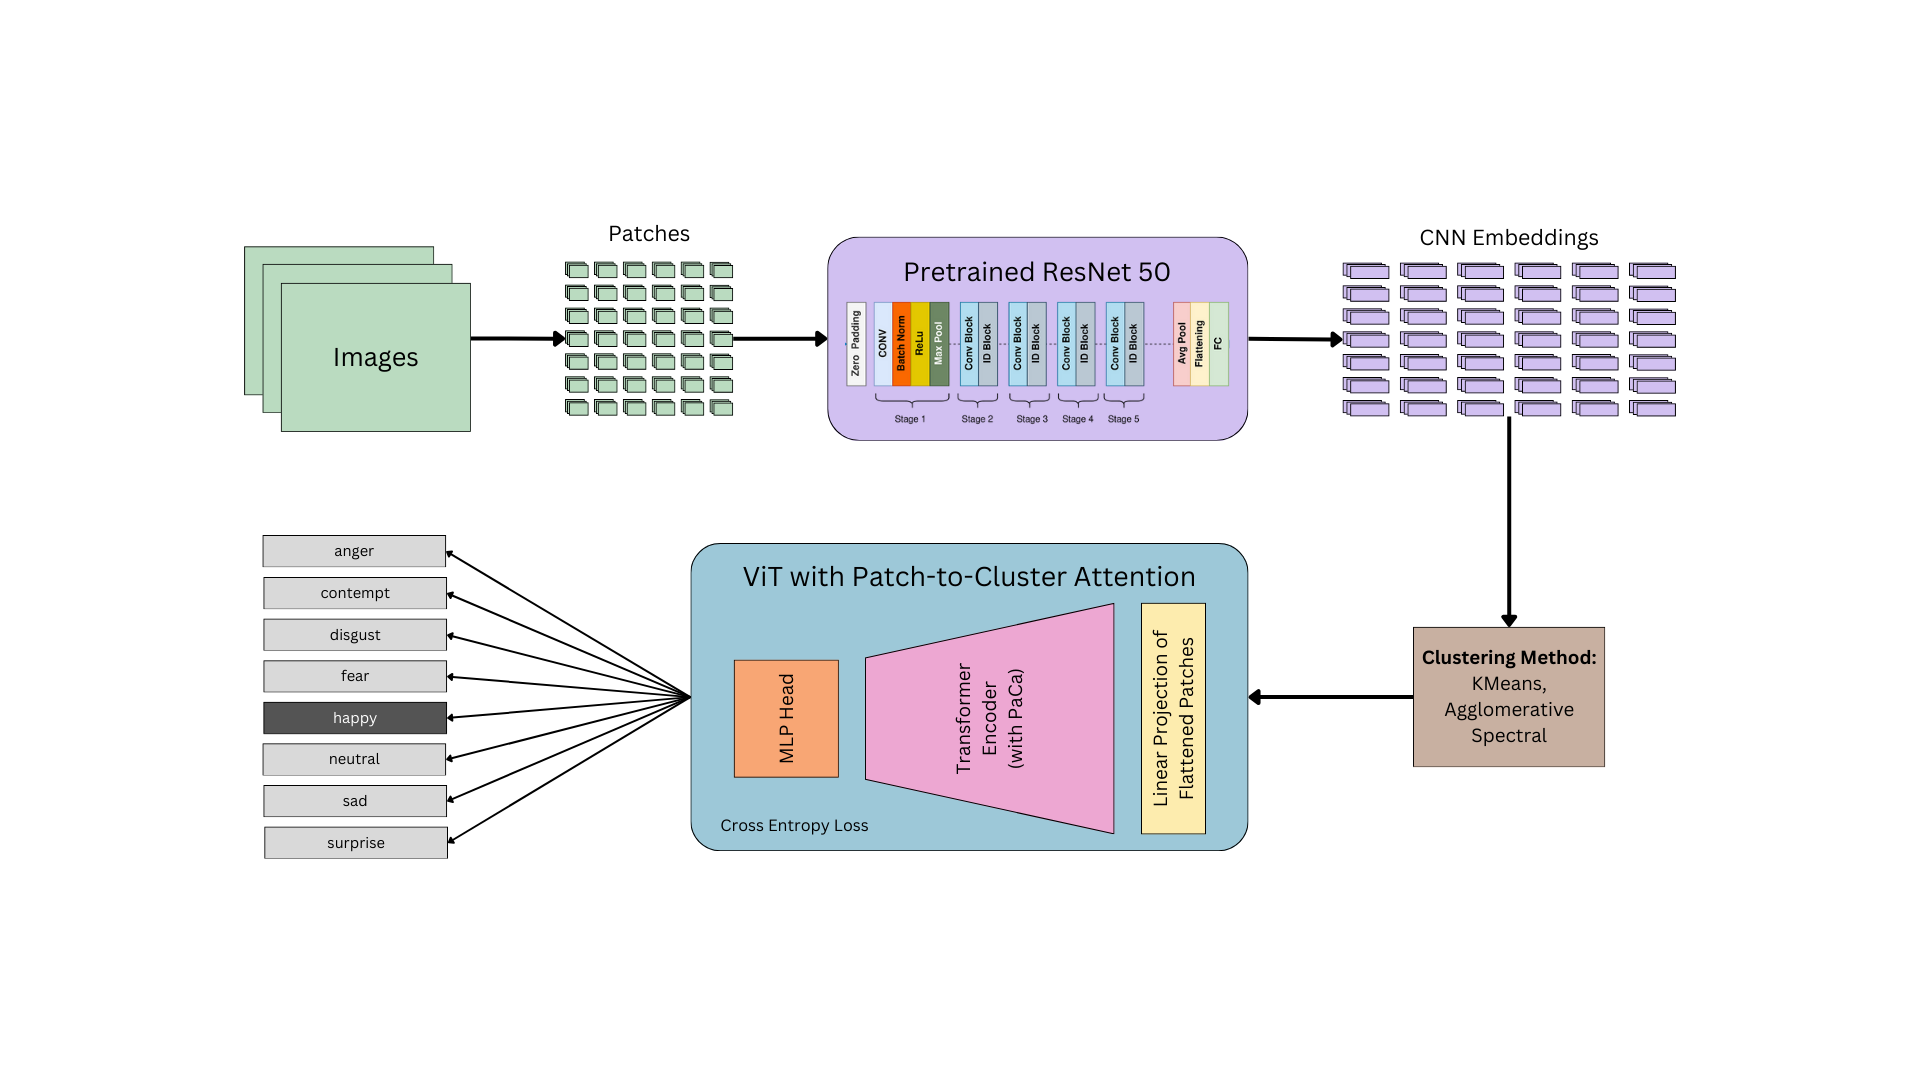 Patches
CNN Embeddings
Images
Pretrained ResNet 50
Zero Padding
CONV
Batch Norm
ReLu
Max Pool
Conv Block
ID Block
Conv Block
ID Block
Conv Block
ID Block
Conv Block
ID Block
Avg Pool
Flattening
FC
Stage 1
Stage 2
Stage 3
Stage 4
Stage 5
Clustering Method:
KMeans,
Agglomerative
Spectral
ViT with Patch-to-Cluster Attention
Linear Projection of
Flattened Patches
Transformer
Encoder
(with PaCa)
MLP Head
Cross Entropy Loss
anger
contempt
disgust
fear
happy
neutral
sad
surprise